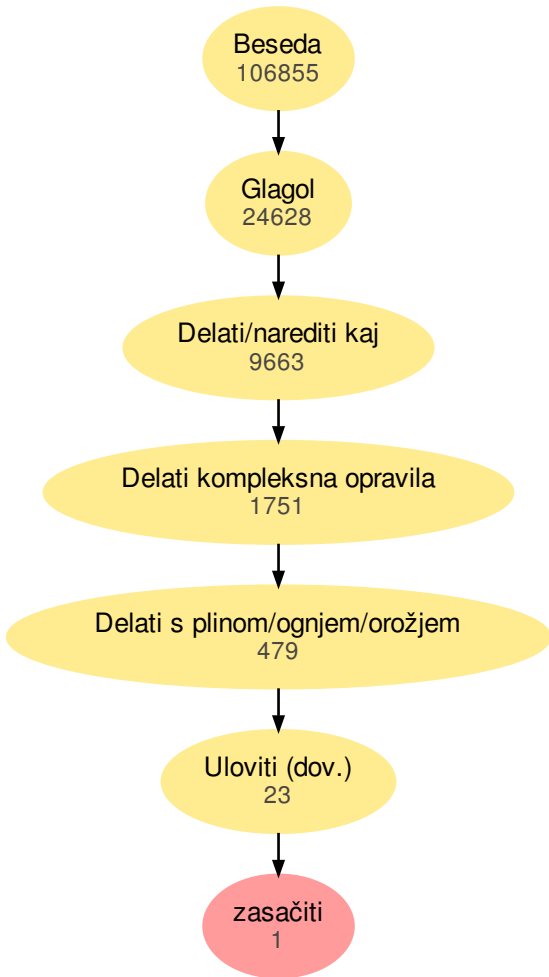 Beseda
106855
Glagol
24628
Delati/narediti kaj
9663
Delati kompleksna opravila
1751
Delati s plinom/ognjem/orožjem
479
Uloviti (dov.)
23
zasačiti
1